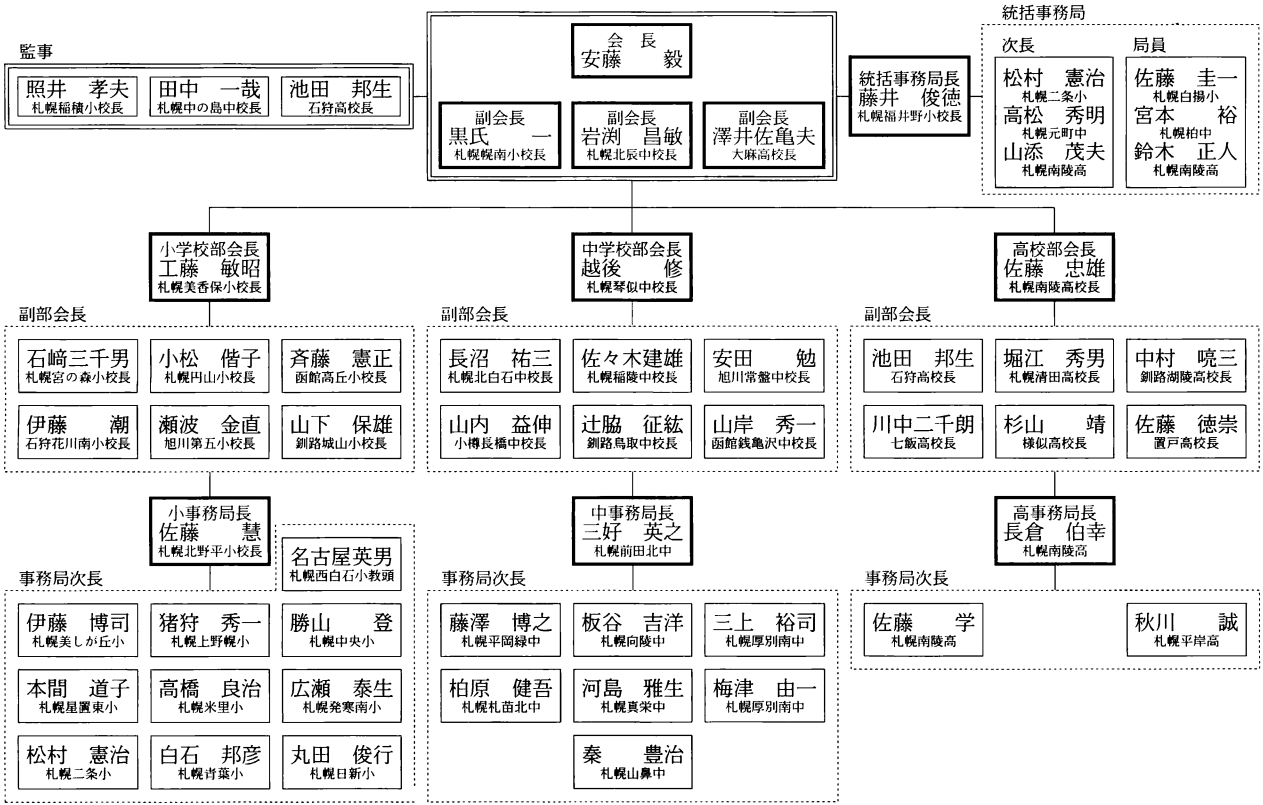 監事
照井 孝夫
札幌稲積小校長
田中 一哉
札幌中の島中校長
池田 邦生
石狩高校長
会 長
安藤 毅
副会長
黒氏 一
札幌幌南小校長
副会長
岩渕 昌敏
札幌北辰中校長
副会長
澤井佐亀夫
大麻高校長
統括事務局長
藤井 俊徳
札幌福井野小校長
統括事務局
次長
松村 憲治
札幌二条小
高松 秀明
札幌元町中
山添 茂夫
札幌南陵高
局員
佐藤 圭一
札幌白揚小
宮本 裕
札幌柏中
鈴木 正人
札幌南陵高
小学校部会長
工藤 敏昭
札幌美香保小校長
副部会長
石﨑三千男
札幌宮の森小校長
小松 偕子
札幌円山小校長
斉藤 憲正
函館高丘小校長
伊藤 潮
石狩花川南小校長
瀬波 金直
旭川第五小校長
山下 保雄
釧路城山小校長
小事務局長
佐藤 慧
札幌北野平小校長
事務局次長
名古屋英男
札幌西白石小教頭
伊藤 博司
札幌美しが丘小
猪狩 秀一
札幌上野幌小
勝山 登
札幌中央小
本間 道子
札幌星置東小
高橋 良治
札幌米里小
広瀬 泰生
札幌発寒南小
松村 憲治
札幌二条小
白石 邦彦
札幌青葉小
丸田 俊行
札幌日新小
中学校部会長
越後 修
札幌琴似中校長
副部会長
長沼 祐三
札幌北白石中校長
佐々木建雄
札幌稲陵中校長
安田 勉
旭川常盤中校長
山内 益伸
小樽長橋中校長
辻脇 征紘
釧路鳥取中校長
山岸 秀一
函館銭亀沢中校長
中事務局長
三好 英之
札幌前田北中
事務局次長
藤澤 博之
札幌平岡緑中
板谷 吉洋
札幌向陵中
三上 裕司
札幌厚別南中
柏原 健吾
札幌札苗北中
河島 雅生
札幌真栄中
梅津 由一
札幌厚別南中
秦 豊治
札幌山鼻中
高校部会長
佐藤 忠雄
札幌南陵高校長
副部会長
池田 邦生
石狩高校長
堀江 秀男
札幌清田高校長
中村 喨三
釧路湖陵高校長
川中二千朗
七飯高校長
杉山 靖
様似高校長
佐藤 徳崇
置戸高校長
高事務局長
長倉 伯幸
札幌南陵高
事務局次長
佐藤 学
札幌南陵高
秋川 誠
札幌平岸高